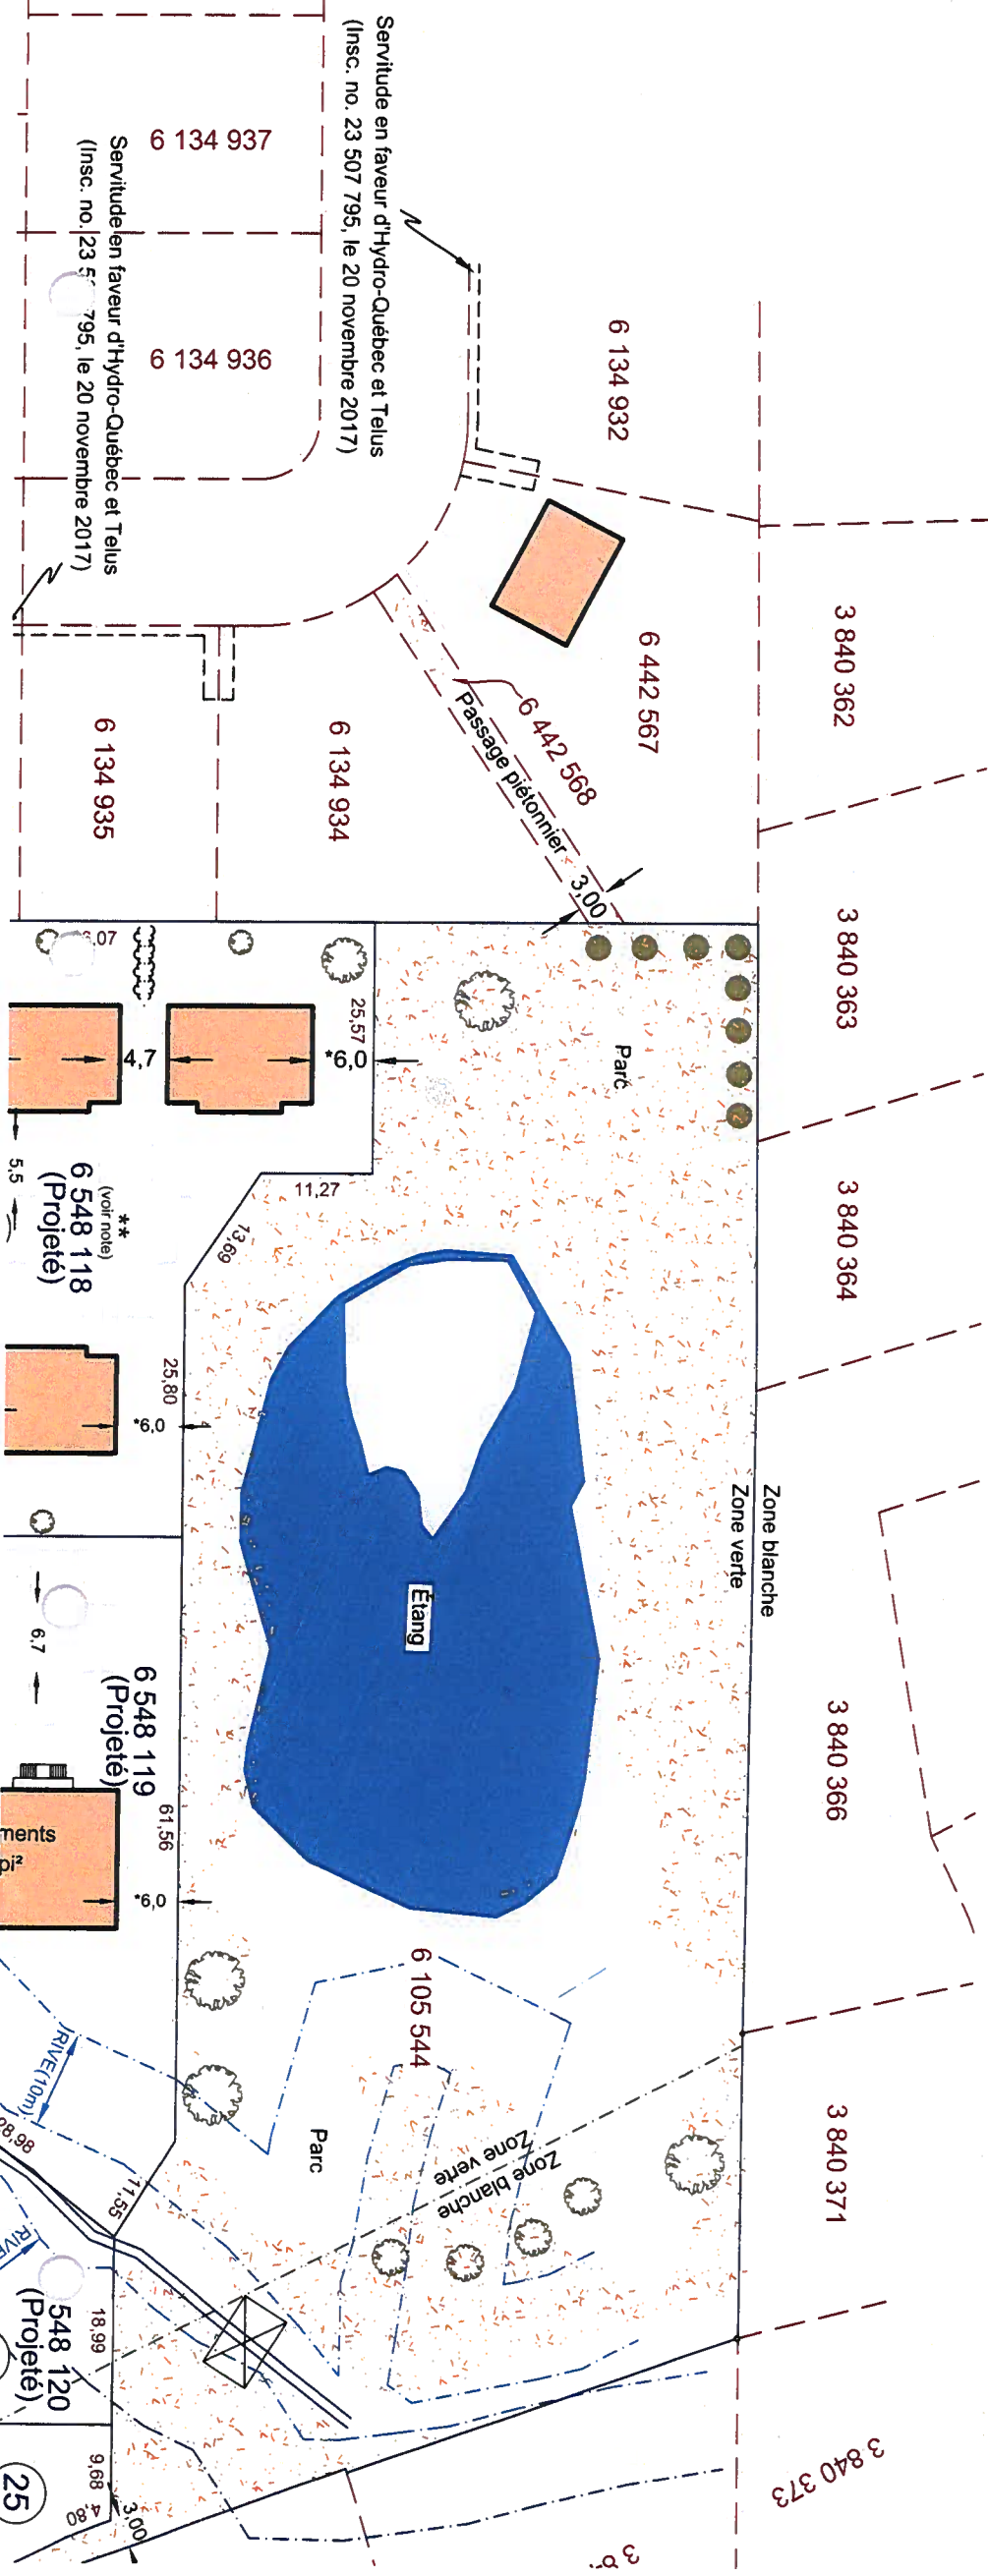 Servitude en faveur d'Hydro-Québec et Telus
(Insc. no. 23 507 795, le 20 novembre 2017)
6 134 937
Servitude en faveur d'Hydro-Québec et Telus
(Insc. no. 23 795, le 20 novembre 2017)
6 134 936
6 134 932
3 840 362
6 442 567
6 442 568
Passage piétonnier
3,00
6 134 934
6 134 935
3 840 363
25,57
*6,0
4,7
Parc
5,5
**
(voir note)
6 548 118
(Projeté)
11,27
13,69
3 840 364
25,80
*6,0
Zone blanche
Zone verte
Étang
6,7
6 548 119
(Projeté)
61,56
*6,0
3 840 366
6 105 544
RIVE(10m)
Parc
Zone verte
Zone blanche
3 840 371
11,55
548 120
(Projeté)
18,99
9,68
4,80
3,00
25
3 840 373